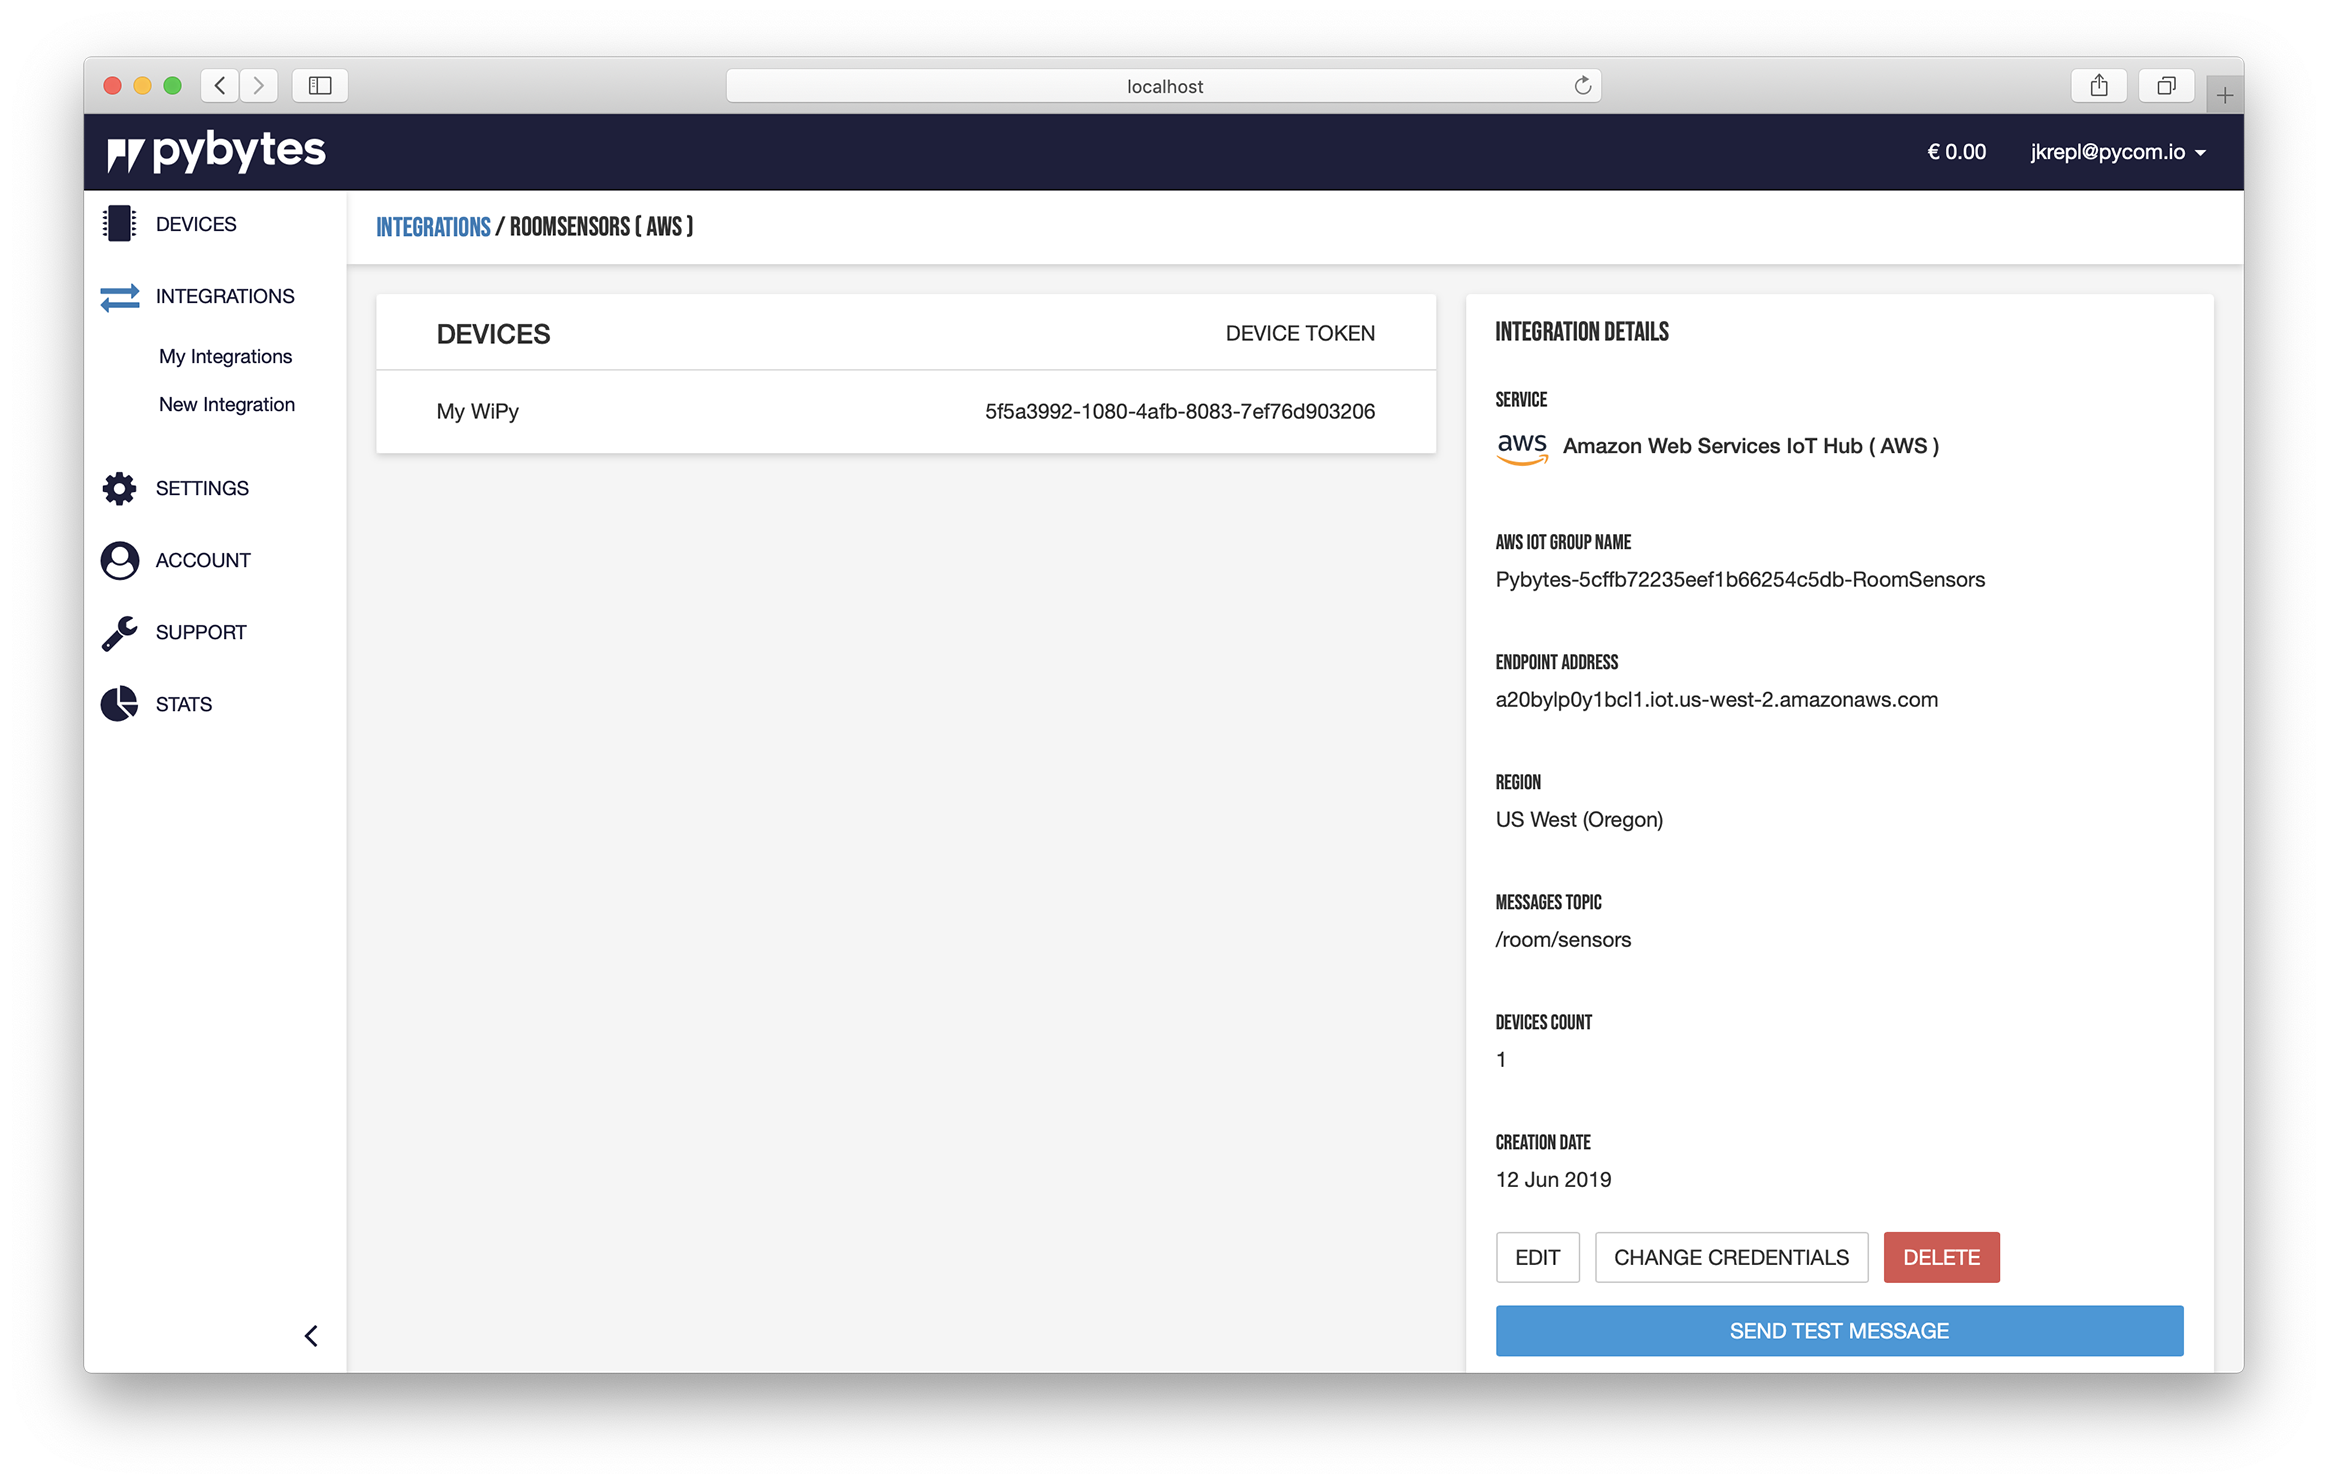 localhost
pybytes
€ 0.00
jkrepl@pycom.io
DEVICES
INTEGRATIONS
My Integrations
New Integration
SETTINGS
ACCOUNT
SUPPORT
STATS
INTEGRATIONS / ROOMSENSORS ( AWS )
DEVICES DEVICE TOKEN
My WiPy 5f5a3992-1080-4afb-8083-7ef76d903206
INTEGRATION DETAILS
SERVICE
aws Amazon Web Services IoT Hub ( AWS )
AWS IOT GROUP NAME
Pybytes-5cffb72235eef1b66254c5db-RoomSensors
ENDPOINT ADDRESS
a20bylp0y1bcl1.iot.us-west-2.amazonaws.com
REGION
US West (Oregon)
MESSAGES TOPIC
/room/sensors
DEVICES COUNT
1
CREATION DATE
12 Jun 2019
EDIT CHANGE CREDENTIALS DELETE
SEND TEST MESSAGE